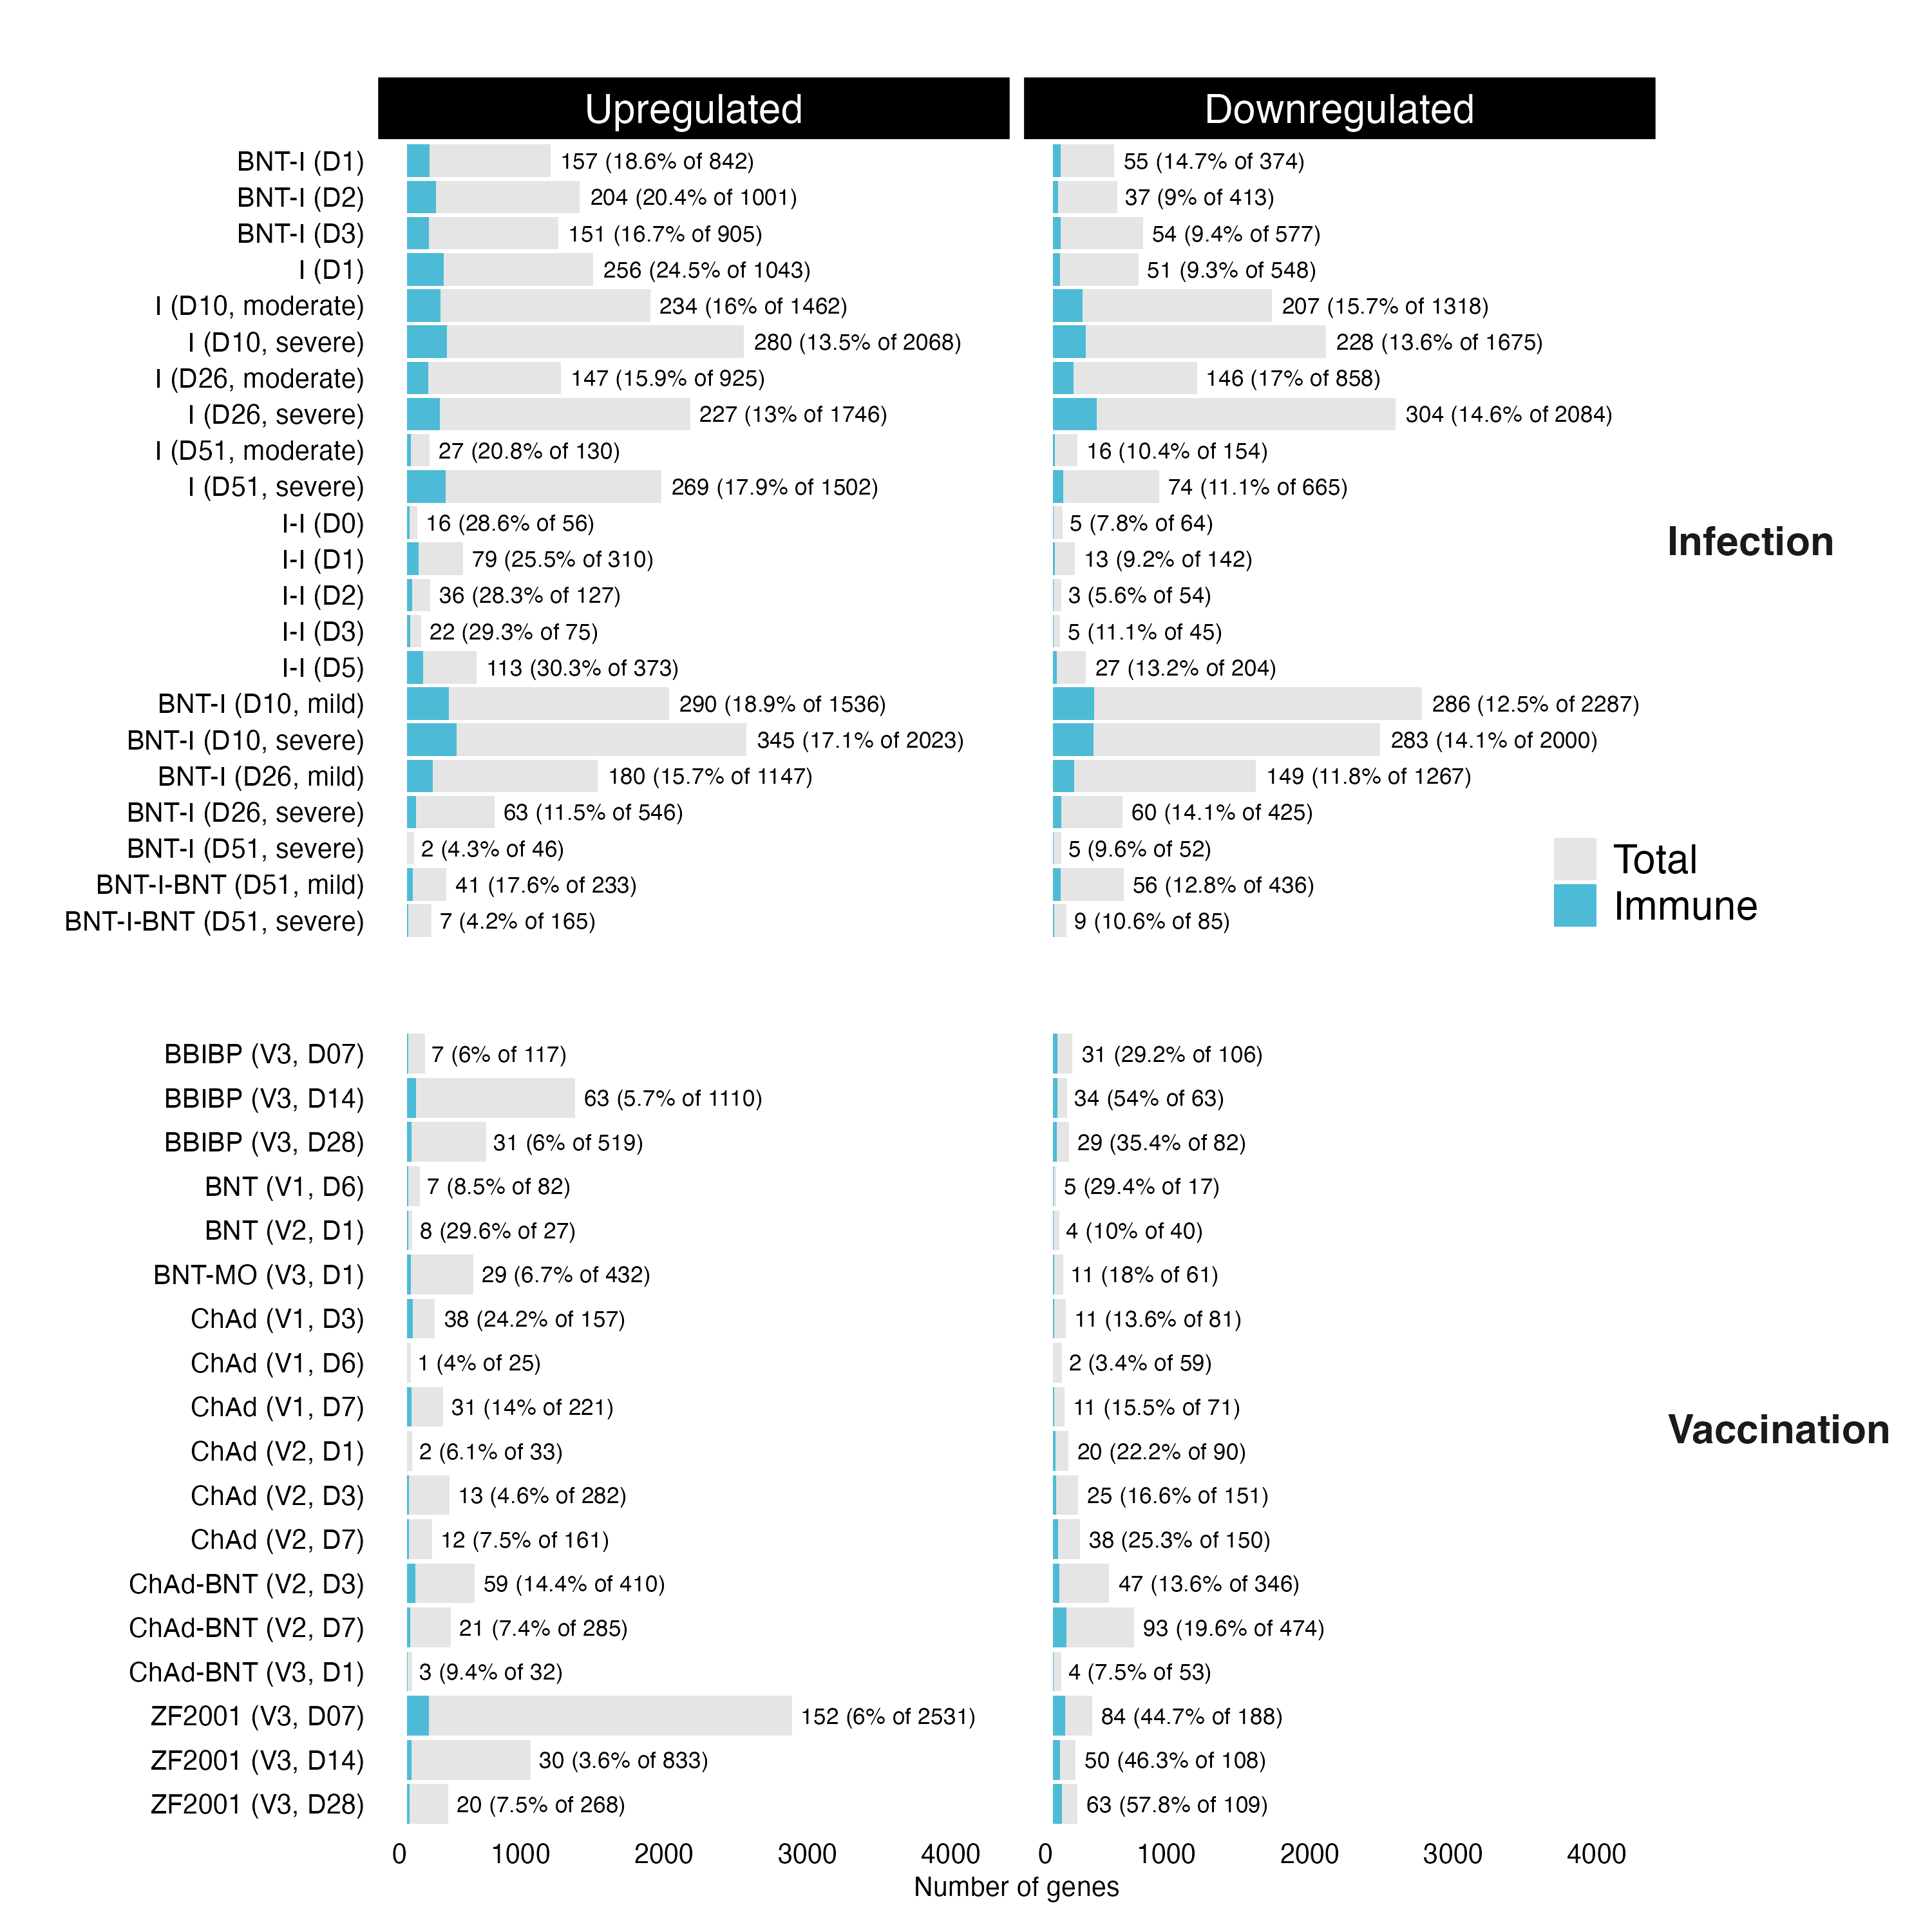 Upregulated Downregulated
BNT-I (D1) 157 (18.6% of 842) 55 (14.7% of 374)
BNT-I (D2) 204 (20.4% of 1001) 37 (9% of 413)
BNT-I (D3) 151 (16.7% of 905) 54 (9.4% of 577)
I (D1) 256 (24.5% of 1043) 51 (9.3% of 548)
I (D10, moderate) 234 (16% of 1462) 207 (15.7% of 1318)
I (D10, severe) 280 (13.5% of 2068) 228 (13.6% of 1675)
I (D26, moderate) 147 (15.9% of 925) 146 (17% of 858)
I (D26, severe) 227 (13% of 1746) 304 (14.6% of 2084)
I (D51, moderate) 27 (20.8% of 130) 16 (10.4% of 154)
I (D51, severe) 269 (17.9% of 1502) 74 (11.1% of 665)
I-I (D0) 16 (28.6% of 56) 5 (7.8% of 64)
Infection
I-I (D1) 79 (25.5% of 310) 13 (9.2% of 142)
I-I (D2) 36 (28.3% of 127) 3 (5.6% of 54)
I-I (D3) 22 (29.3% of 75) 5 (11.1% of 45)
I-I (D5) 113 (30.3% of 373) 27 (13.2% of 204)
BNT-I (D10, mild) 290 (18.9% of 1536) 286 (12.5% of 2287)
BNT-I (D10, severe) 345 (17.1% of 2023) 283 (14.1% of 2000)
BNT-I (D26, mild) 180 (15.7% of 1147) 149 (11.8% of 1267)
BNT-I (D26, severe) 63 (11.5% of 546) 60 (14.1% of 425)
BNT-I (D51, severe) 2 (4.3% of 46) 5 (9.6% of 52)
Total
BNT-I-BNT (D51, mild) 41 (17.6% of 233) 56 (12.8% of 436)
Immune
BNT-I-BNT (D51, severe) 7 (4.2% of 165) 9 (10.6% of 85)
BBIBP (V3, D07) 7 (6% of 117) 31 (29.2% of 106)
BBIBP (V3, D14) 63 (5.7% of 1110) 34 (54% of 63)
BBIBP (V3, D28) 31 (6% of 519) 29 (35.4% of 82)
BNT (V1, D6) 7 (8.5% of 82) 5 (29.4% of 17)
BNT (V2, D1) 8 (29.6% of 27) 4 (10% of 40)
BNT-MO (V3, D1) 29 (6.7% of 432) 11 (18% of 61)
ChAd (V1, D3) 38 (24.2% of 157) 11 (13.6% of 81)
ChAd (V1, D6) 1 (4% of 25) 2 (3.4% of 59)
ChAd (V1, D7) 31 (14% of 221) 11 (15.5% of 71)
Vaccination
ChAd (V2, D1) 2 (6.1% of 33) 20 (22.2% of 90)
ChAd (V2, D3) 13 (4.6% of 282) 25 (16.6% of 151)
ChAd (V2, D7) 12 (7.5% of 161) 38 (25.3% of 150)
ChAd-BNT (V2, D3) 59 (14.4% of 410) 47 (13.6% of 346)
ChAd-BNT (V2, D7) 21 (7.4% of 285) 93 (19.6% of 474)
ChAd-BNT (V3, D1) 3 (9.4% of 32) 4 (7.5% of 53)
ZF2001 (V3, D07) 152 (6% of 2531) 84 (44.7% of 188)
ZF2001 (V3, D14) 30 (3.6% of 833) 50 (46.3% of 108)
ZF2001 (V3, D28) 20 (7.5% of 268) 63 (57.8% of 109)
0 1000 2000 3000 4000 0 1000 2000 3000 4000
Number of genes